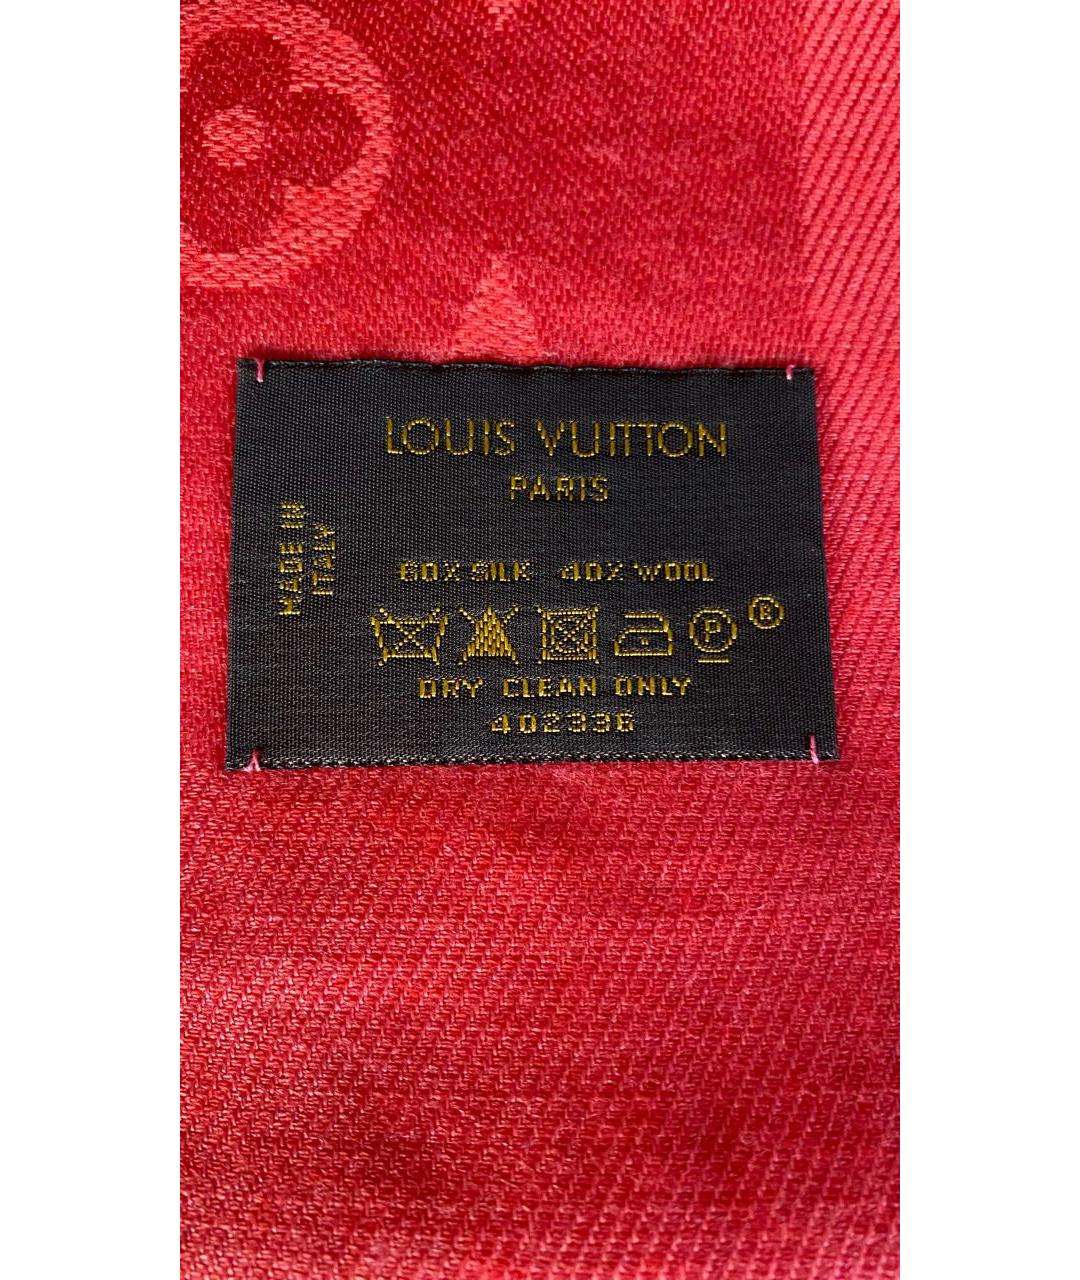 LOUIS VUITTON
PARIS
MADE IN
ITALY
60% SILK 40% WOOL
P ®
DRY CLEAN ONLY
402336